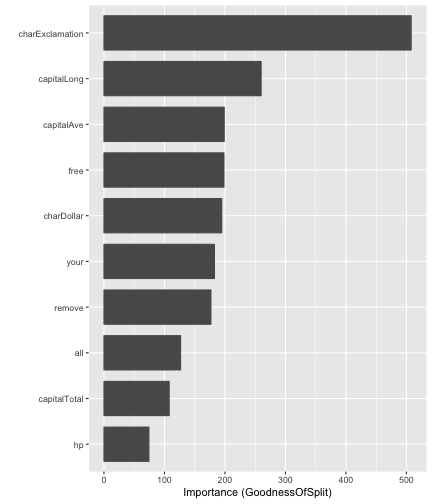 charExclamation
capitalLong
capitalAve
free
charDollar
your
remove
all
capitalTotal
hp
0 100 200 300 400 500
Importance (GoodnessOfSplit)